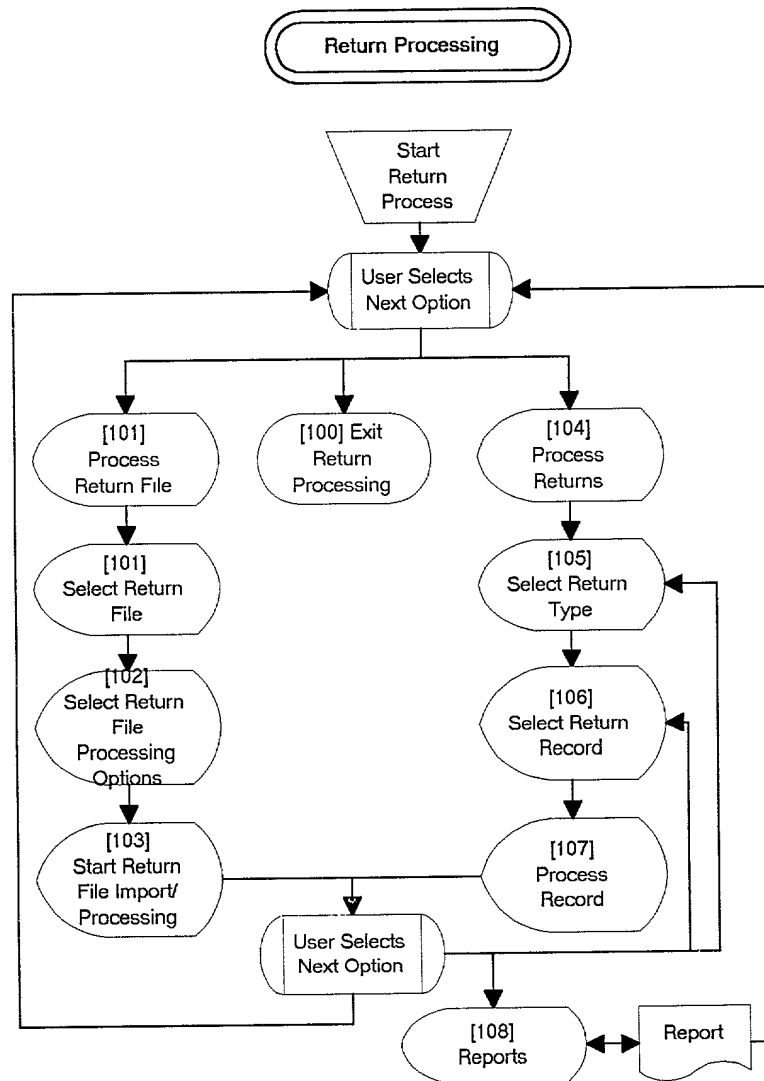 Return Processing
Start
Return
Process
User Selects
Next Option
[101]
Process
Return File
[100] Exit
Return
Processing
[104]
Process
Returns
[101]
Select Return
File
[105]
Select Return
Type
[102]
Select Return
File
Processing
Options
[106]
Select Return
Record
[103]
Start Return
File Import/
Processing
[107]
Process
Record
User Selects
Next Option
[108]
Reports
Report